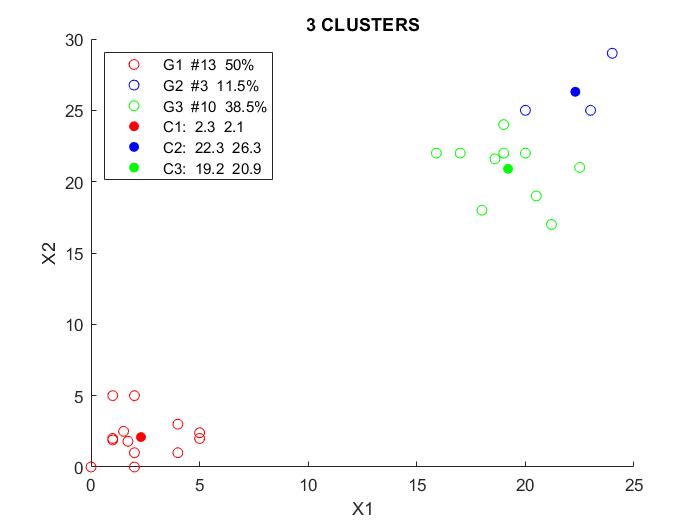 3 CLUSTERS
30
G1 #13 50%
G2 #3 11.5%
G3 #10 38.5%
C1: 2.3 2.1
C2: 22.3 26.3
C3: 19.2 20.9
25
20
15
10
5
0
X2
0 5 10 15 20 25
X1